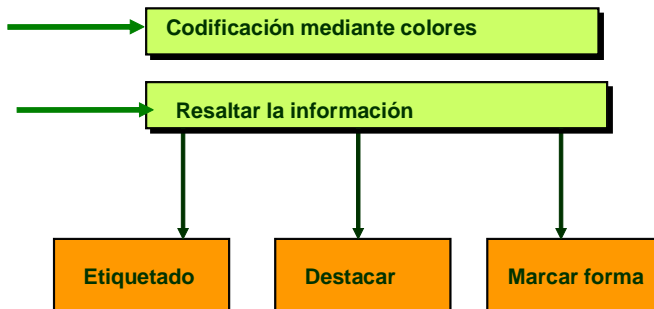 Codificación mediante colores
Resaltar la información
Etiquetado
Destacar
Marcar forma